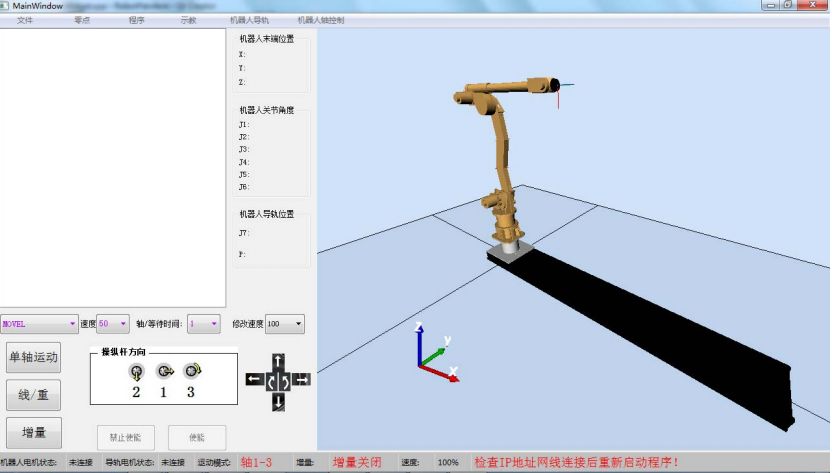 MainWindow
文件 零点 程序 示教 机器人导轨 机器人轴控制
机器人末端位置
X:
Y:
Z:
机器人关节角度
J1:
J2:
J3:
J4:
J5:
J6:
机器人导轨位置
J7:
P:
MOVEL 速度 50 轴/等待时间: 1 修改速度 100
单轴运动
操纵杆方向
2 1 3
线/重
增量
禁止使能 使能
Z
y
X
机器人电机状态: 未连接 导轨电机状态: 未连接 运动模式: 轴1-3 增量: 增量关闭 速度: 100% 检查IP地址网线连接后重新启动程序!